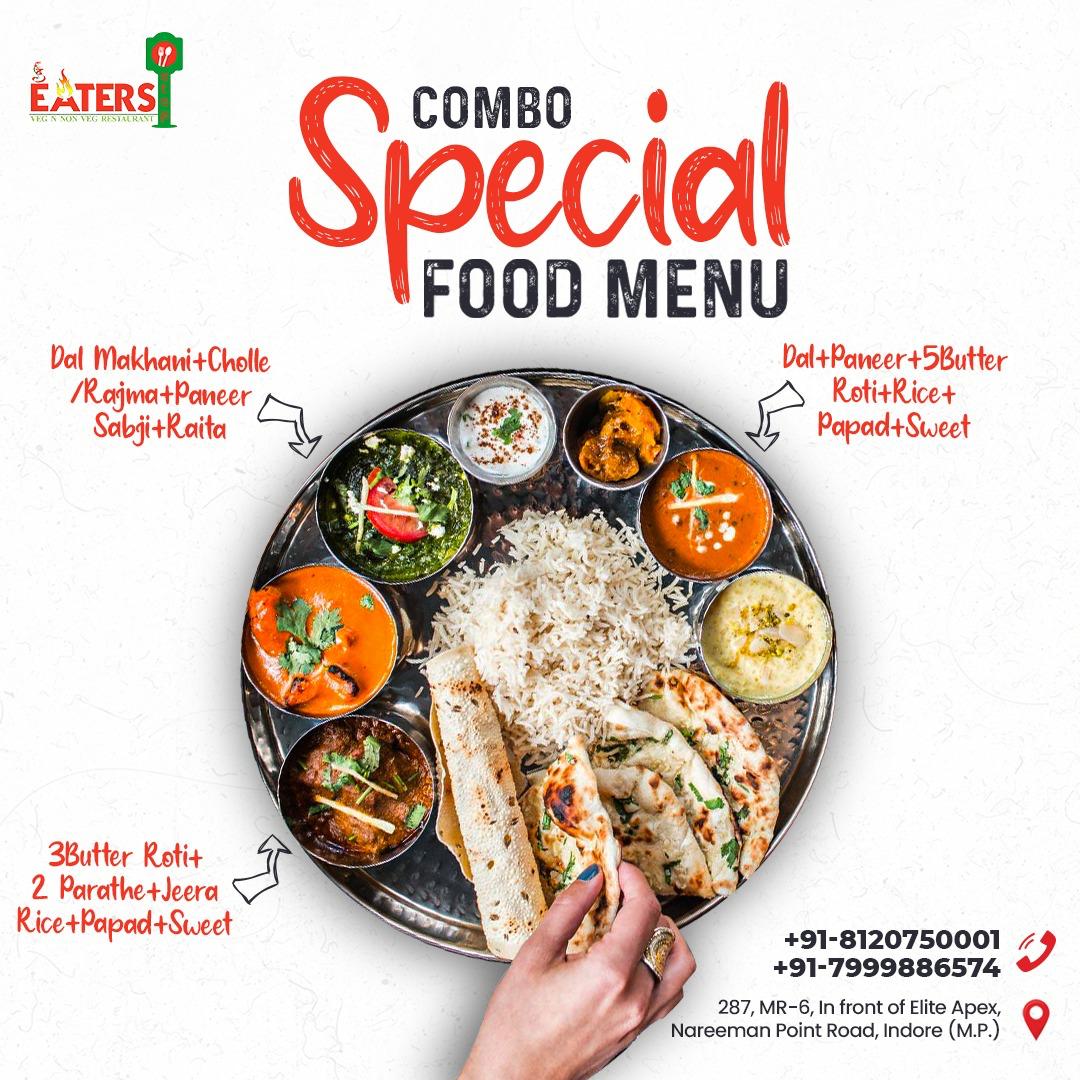 EATERS
VEG N NON VEG RESTAURANT
COMBO
Special
FOOD MENU
Dal Makhani+Cholle
/Rajma+Paneer
Sabji+Raita
Dal+Paneer+5Butter
Roti+Rice+
Papad+Sweet
3Butter Roti+
2 Parathe+Jeera
Rice+Papad+Sweet
+91-8120750001
+91-7999886574
287, MR-6, In front of Elite Apex,
Nareeman Point Road, Indore (M.P.)